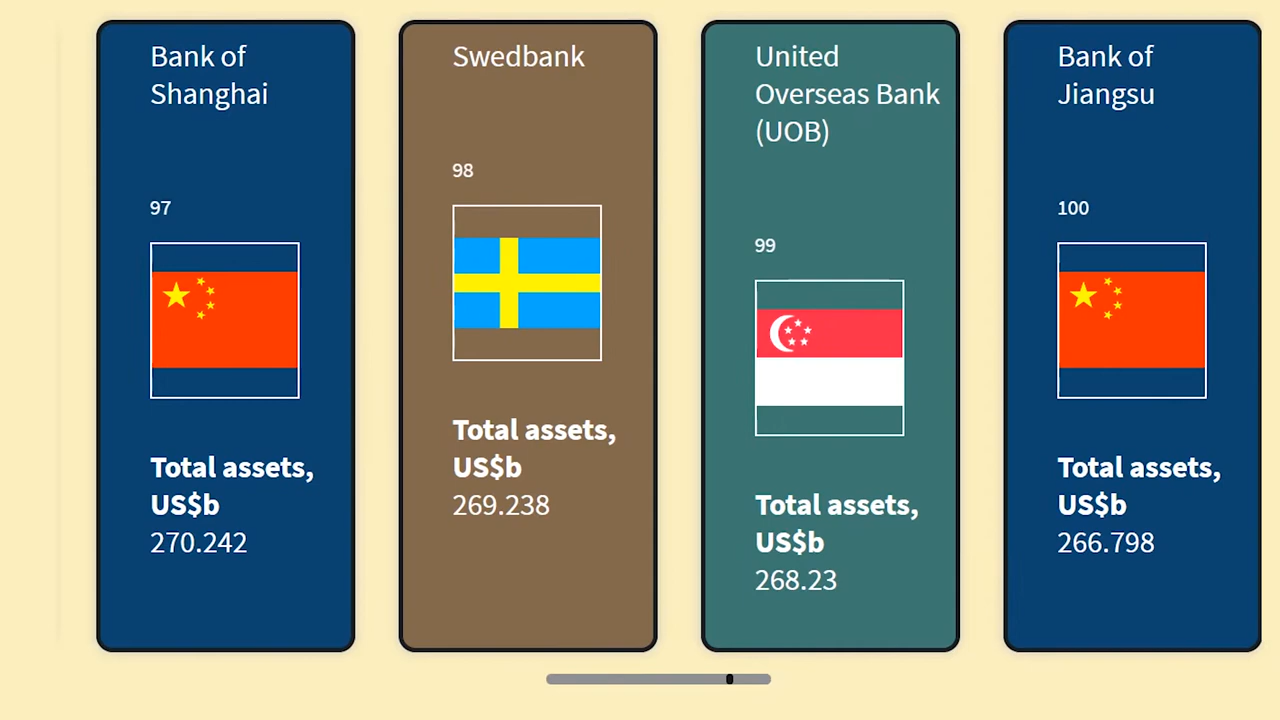 Bank of
Shanghai
97
Total assets,
US$b
270.242
Swedbank
98
Total assets,
US$b
269.238
United
Overseas Bank
(UOB)
99
Total assets,
US$b
268.23
Bank of
Jiangsu
100
Total assets,
US$b
266.798